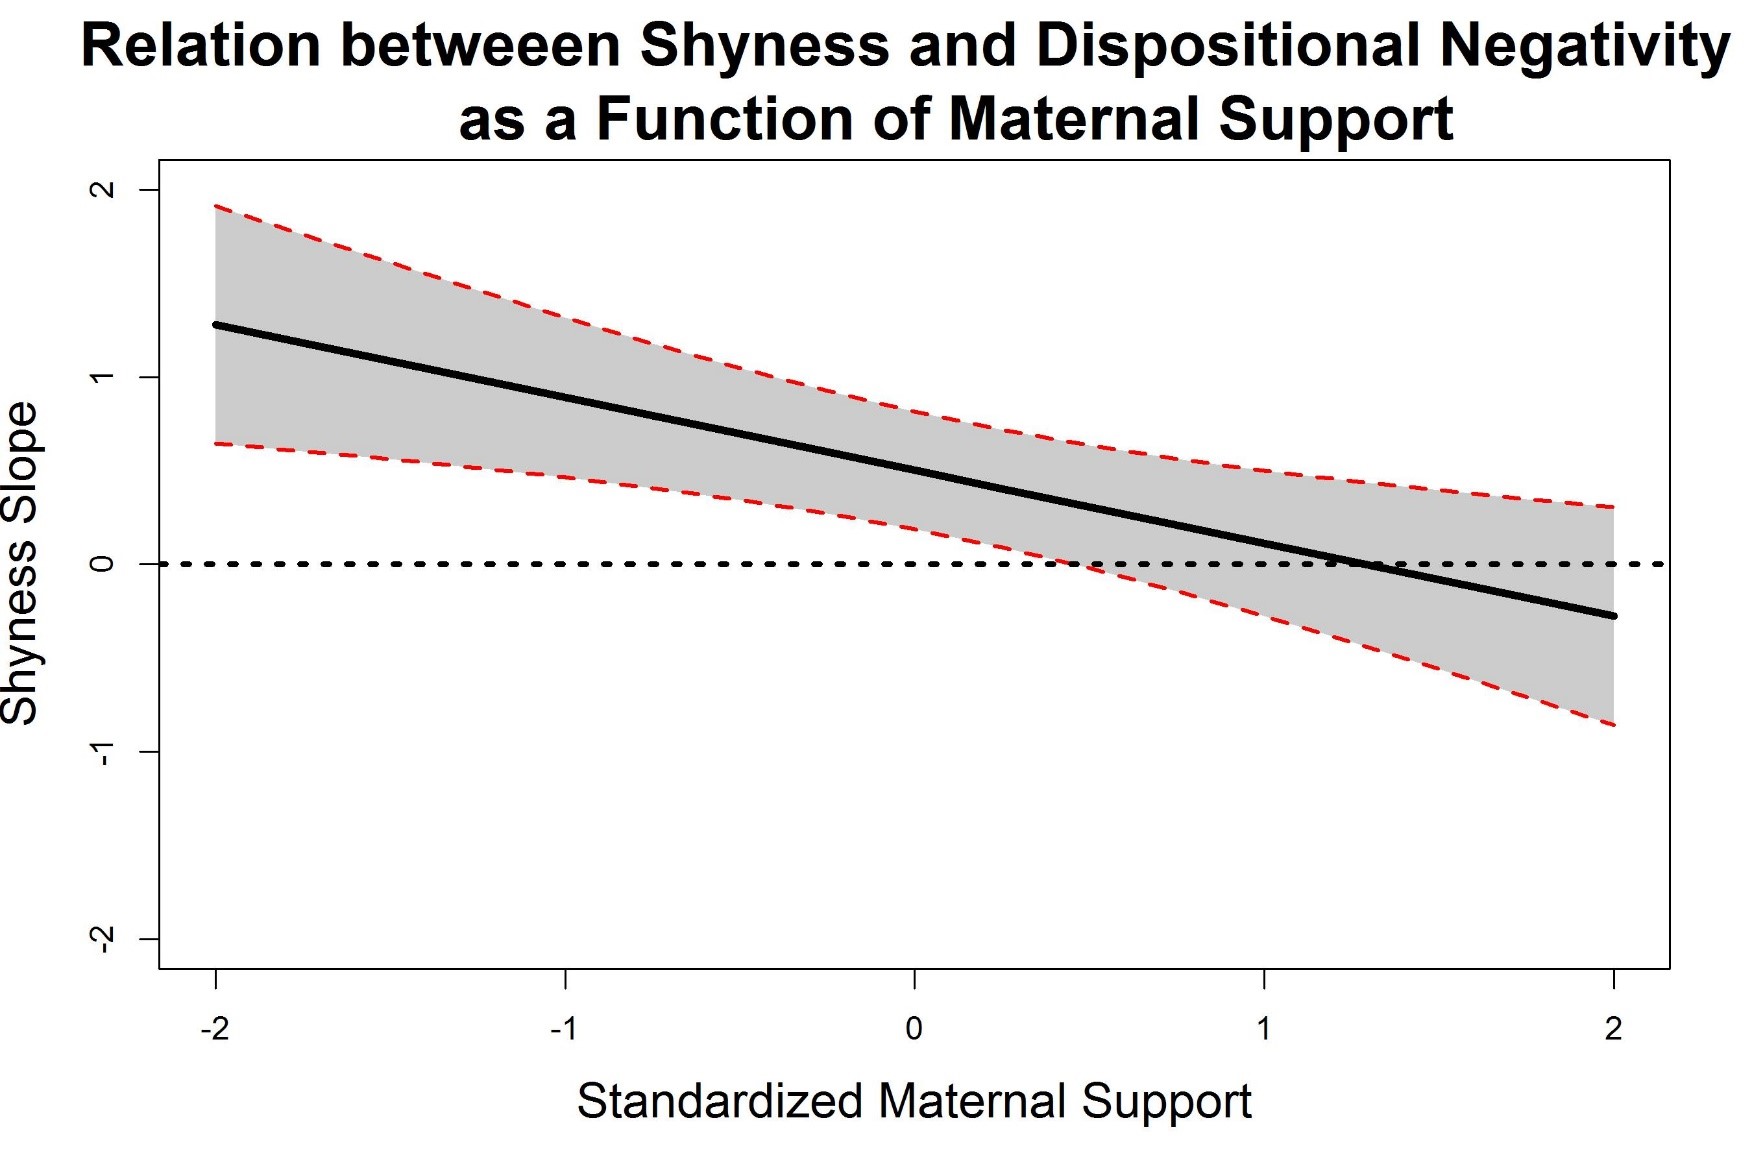 Relation betweeen Shyness and Dispositional Negativity
as a Function of Maternal Support
Shyness Slope
2
1
0
-1
-2
-2 -1 0 1 2
Standardized Maternal Support